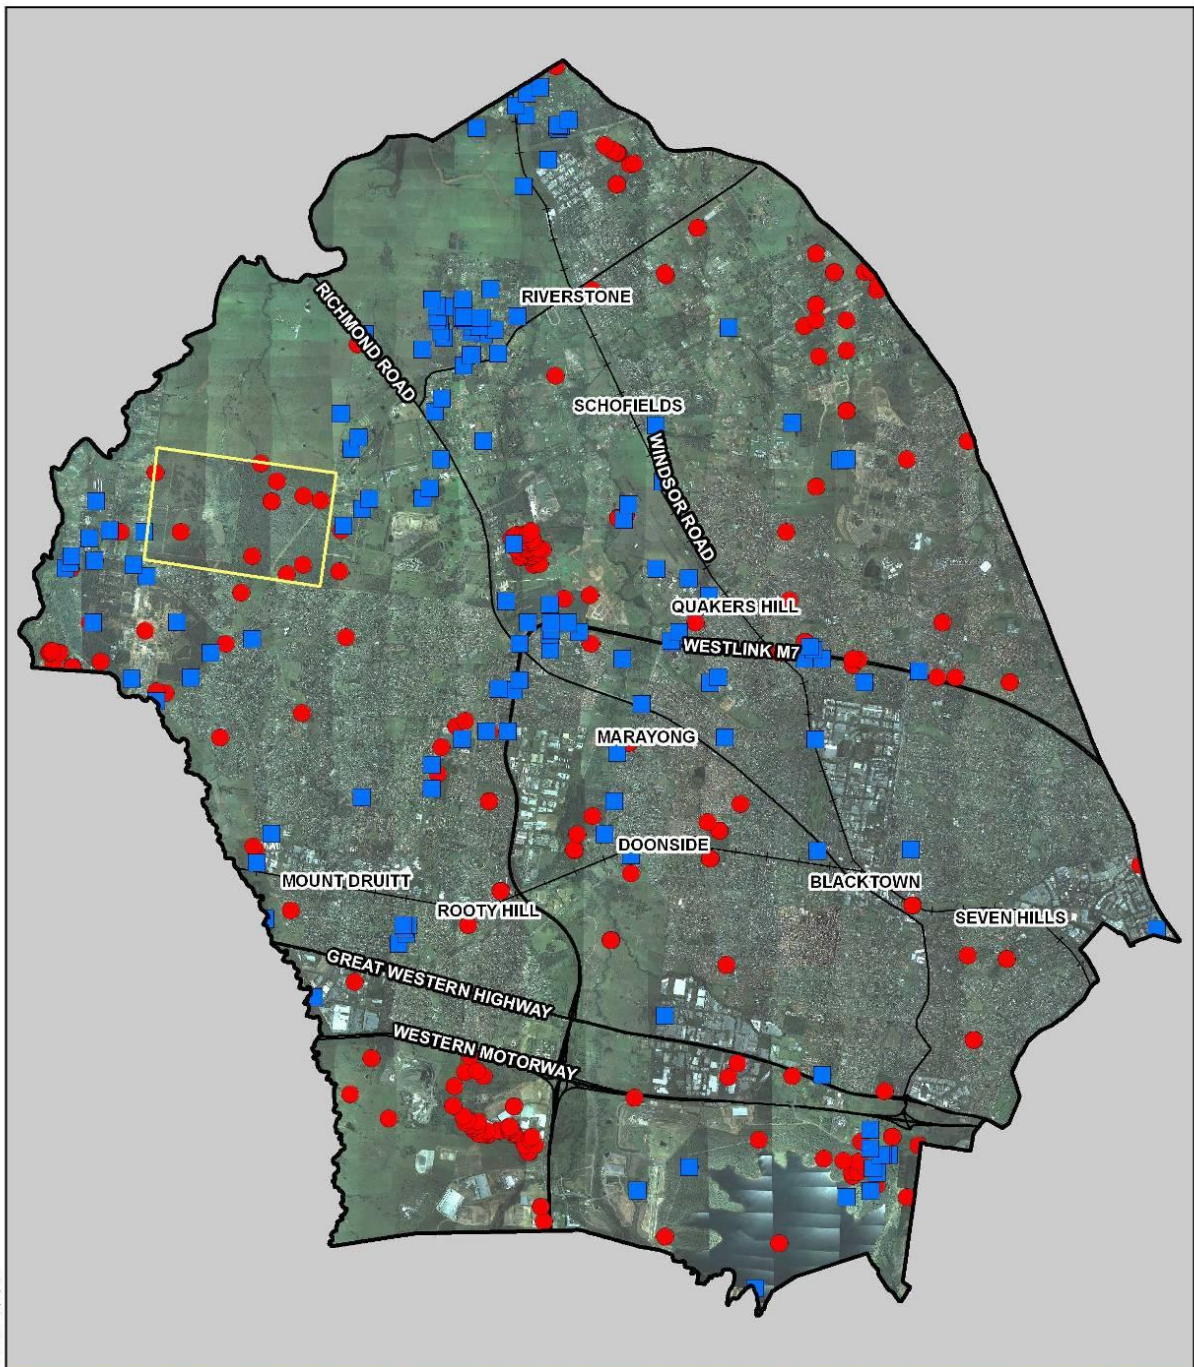 RICHMOND ROAD
RIVERSTONE
SCHOFIELDS
WINDSOR ROAD
QUAKERS HILL
WESTLINK M7
MARAYONG
DOONSIDE
MOUNT DRUITT
BLACKTOWN
ROOTY HILL
SEVEN HILLS
GREAT WESTERN HIGHWAY
WESTERN MOTORWAY